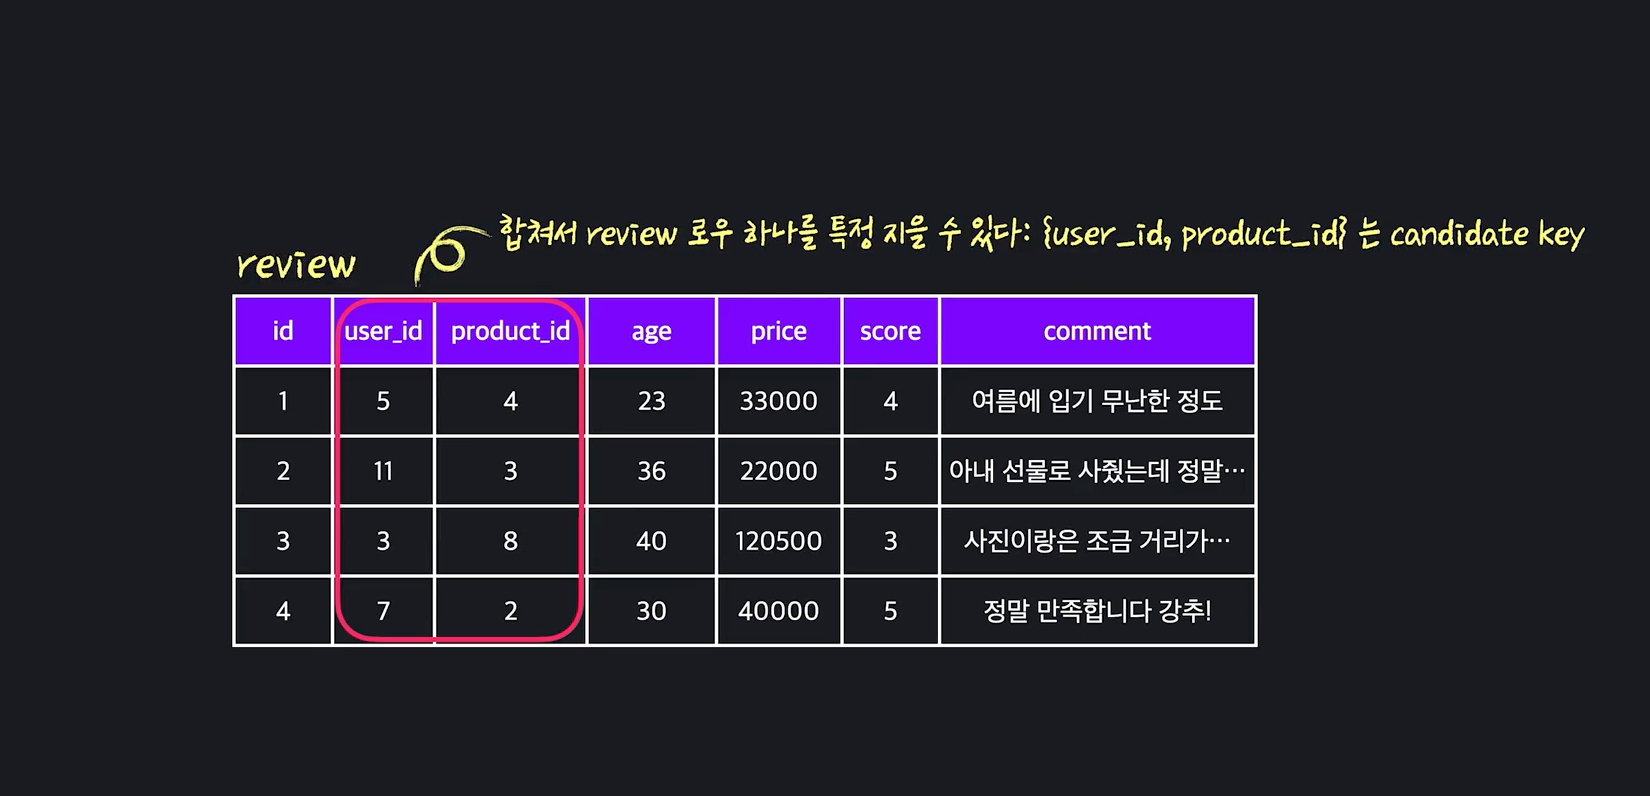 합쳐서 review 로우 하나를 특정 지을 수 있다: {user_id, product_id} 는 candidate key
review
id user_id product_id age price score comment
1 5 4 23 33000 4 여름에 입기 무난한 정도
2 11 3 36 22000 5 아내 선물로 사줬는데 정말…
3 3 8 40 120500 3 사진이랑은 조금 거리가…
4 7 2 30 40000 5 정말 만족합니다 강추!